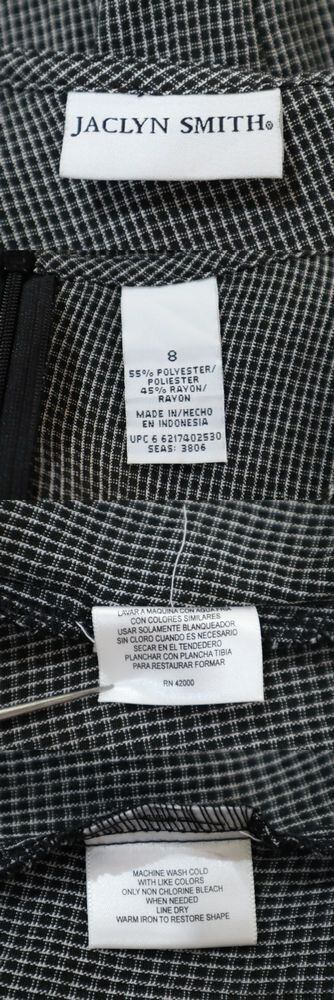 JACLYN SMITH®
8
55% POLYESTER/
POLIESTER
45% RAYON/
RAYON
MADE IN/HECHO
EN INDONESIA
UPC 6 6217402530
SEAS: 3806
LAVAR A MAQUINA CON AGUA FRIA
CON COLORES SIMILARES
USAR SOLAMENTE BLANQUEADOR
SIN CLORO CUANDO ES NECESARIO
SECAR EN EL TENDEDERO
PLANCHAR CON PLANCHA TIBIA
PARA RESTAURAR FORMAR
RN 42000
MACHINE WASH COLD
WITH LIKE COLORS
ONLY NON CHLORINE BLEACH
WHEN NEEDED
LINE DRY
WARM IRON TO RESTORE SHAPE